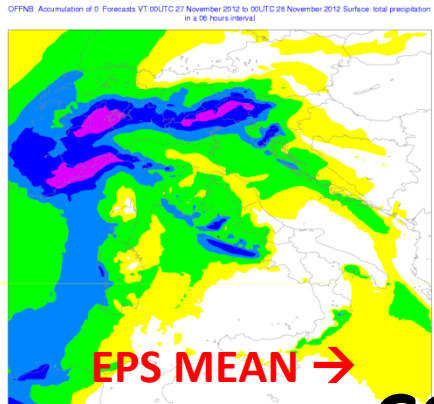 OFFNB Accumulation of 0 Forecasts VT:00UTC 27 November 2012 to 00UTC 28 November 2012 Surface: total precipitation
in a 06 hours interval
EPS MEAN →